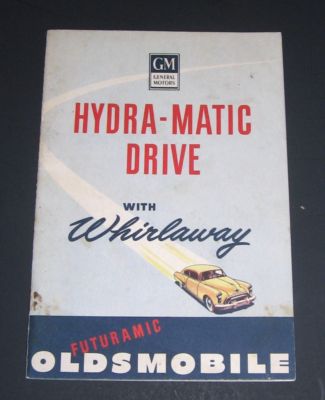 GM
GENERAL
MOTORS
HYDRA-MATIC
DRIVE
WITH
Whirlaway
FUTURAMIC
OLDSMOBILE